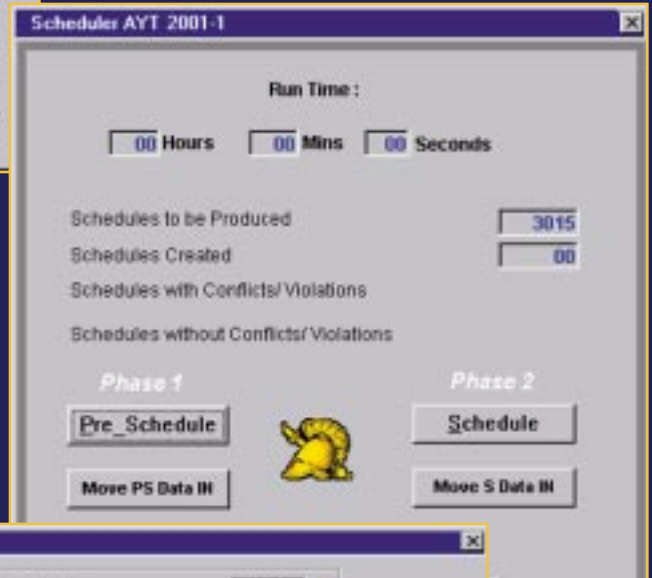 Scheduler AYT 2001-1
Run Time :
00 Hours 00 Mins 00 Seconds
Schedules to be Produced 3015
Schedules Created 00
Schedules with Conflicts/ Violations
Schedules without Conflicts/ Violations
Phase 1 Phase 2
Pre_Schedule Schedule
Move PS Data IN Move S Data IN